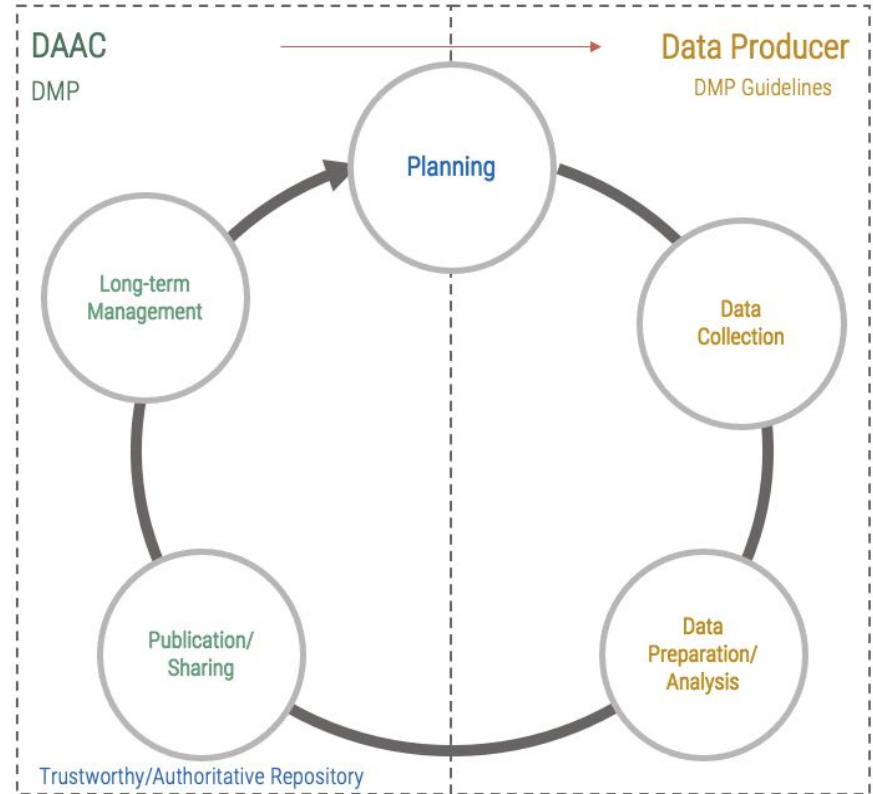 DAAC
DMP
Data Producer
DMP Guidelines
Planning
Data
Collection
Data
Preparation/
Analysis
Publication/
Sharing
Long-term
Management
Trustworthy/Authoritative Repository